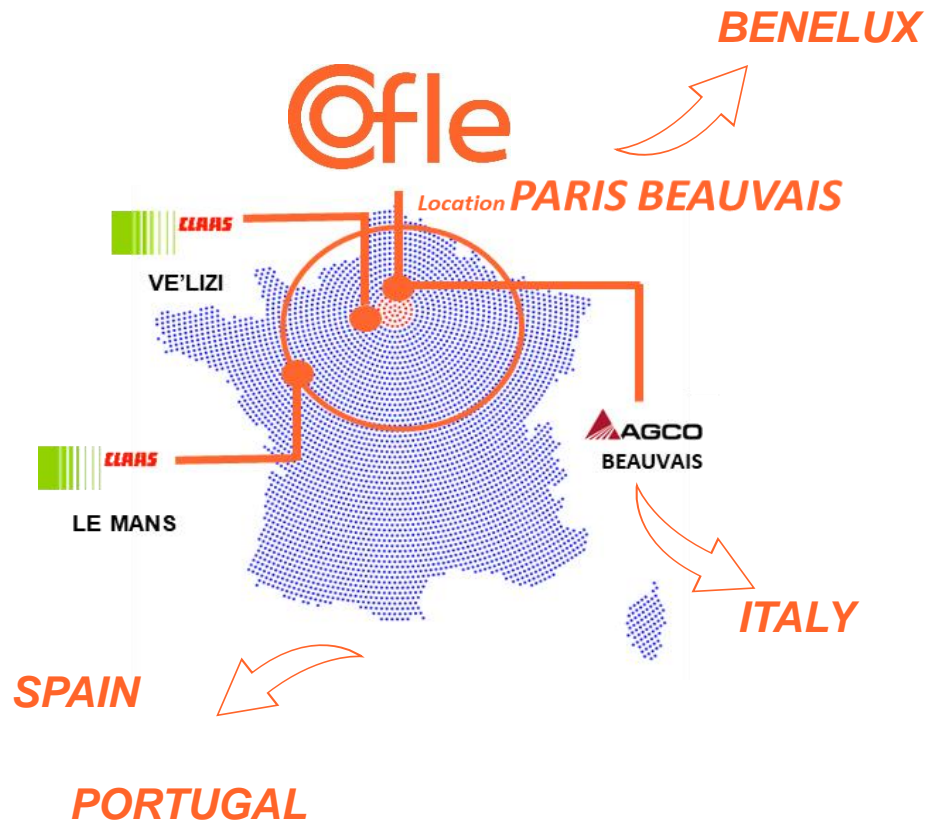 BENELUX
Cofle
Location PARIS BEAUVAIS
CLAAS
VE'LIZI
AGCO
BEAUVAIS
CLAAS
LE MANS
ITALY
SPAIN
PORTUGAL